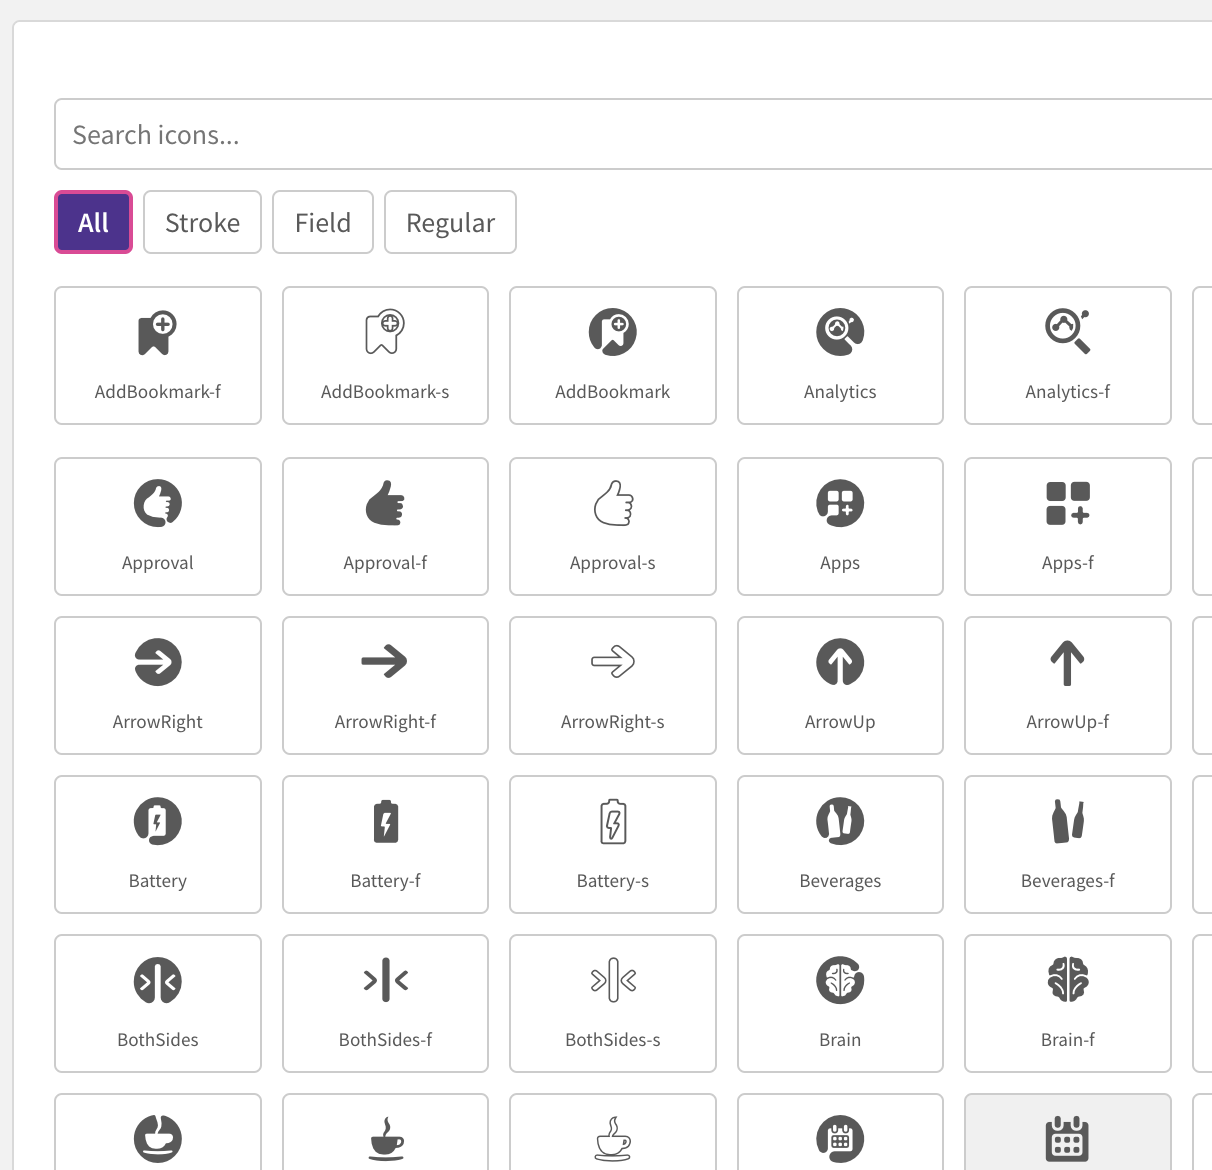 Search icons...
All Stroke Field Regular
AddBookmark-f AddBookmark-s AddBookmark Analytics Analytics-f
Approval Approval-f Approval-s Apps Apps-f
ArrowRight ArrowRight-f ArrowRight-s ArrowUp ArrowUp-f
Battery Battery-f Battery-s Beverages Beverages-f
BothSides BothSides-f BothSides-s Brain Brain-f